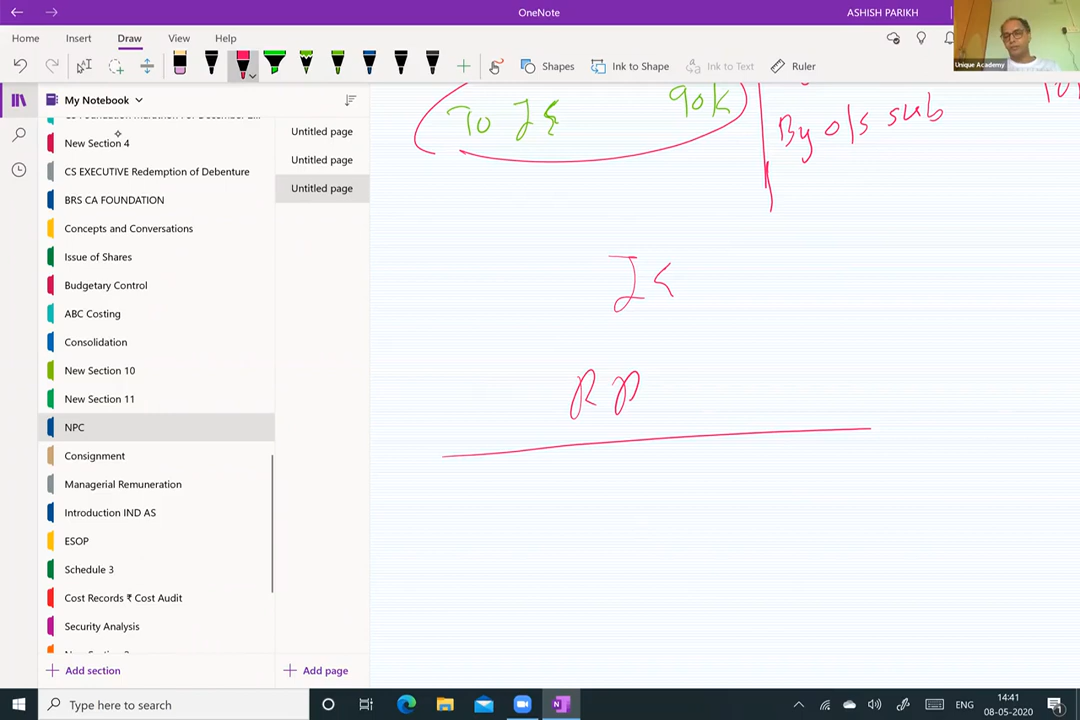 OneNote
ASHISH PARIKH
Home Insert Draw View Help
Shapes Ink to Shape Ink to Text Ruler
My Notebook
New Section 4
CS EXECUTIVE Redemption of Debenture
BRS CA FOUNDATION
Concepts and Conversations
Issue of Shares
Budgetary Control
ABC Costing
Consolidation
New Section 10
New Section 11
NPC
Consignment
Managerial Remuneration
Introduction IND AS
ESOP
Schedule 3
Cost Records ₹ Cost Audit
Security Analysis
Add section
Untitled page
Untitled page
Untitled page
Add page
To I& 90K
By o/s sub
RP
Unique Academy
Type here to search
ENG
14:41
08-05-2020